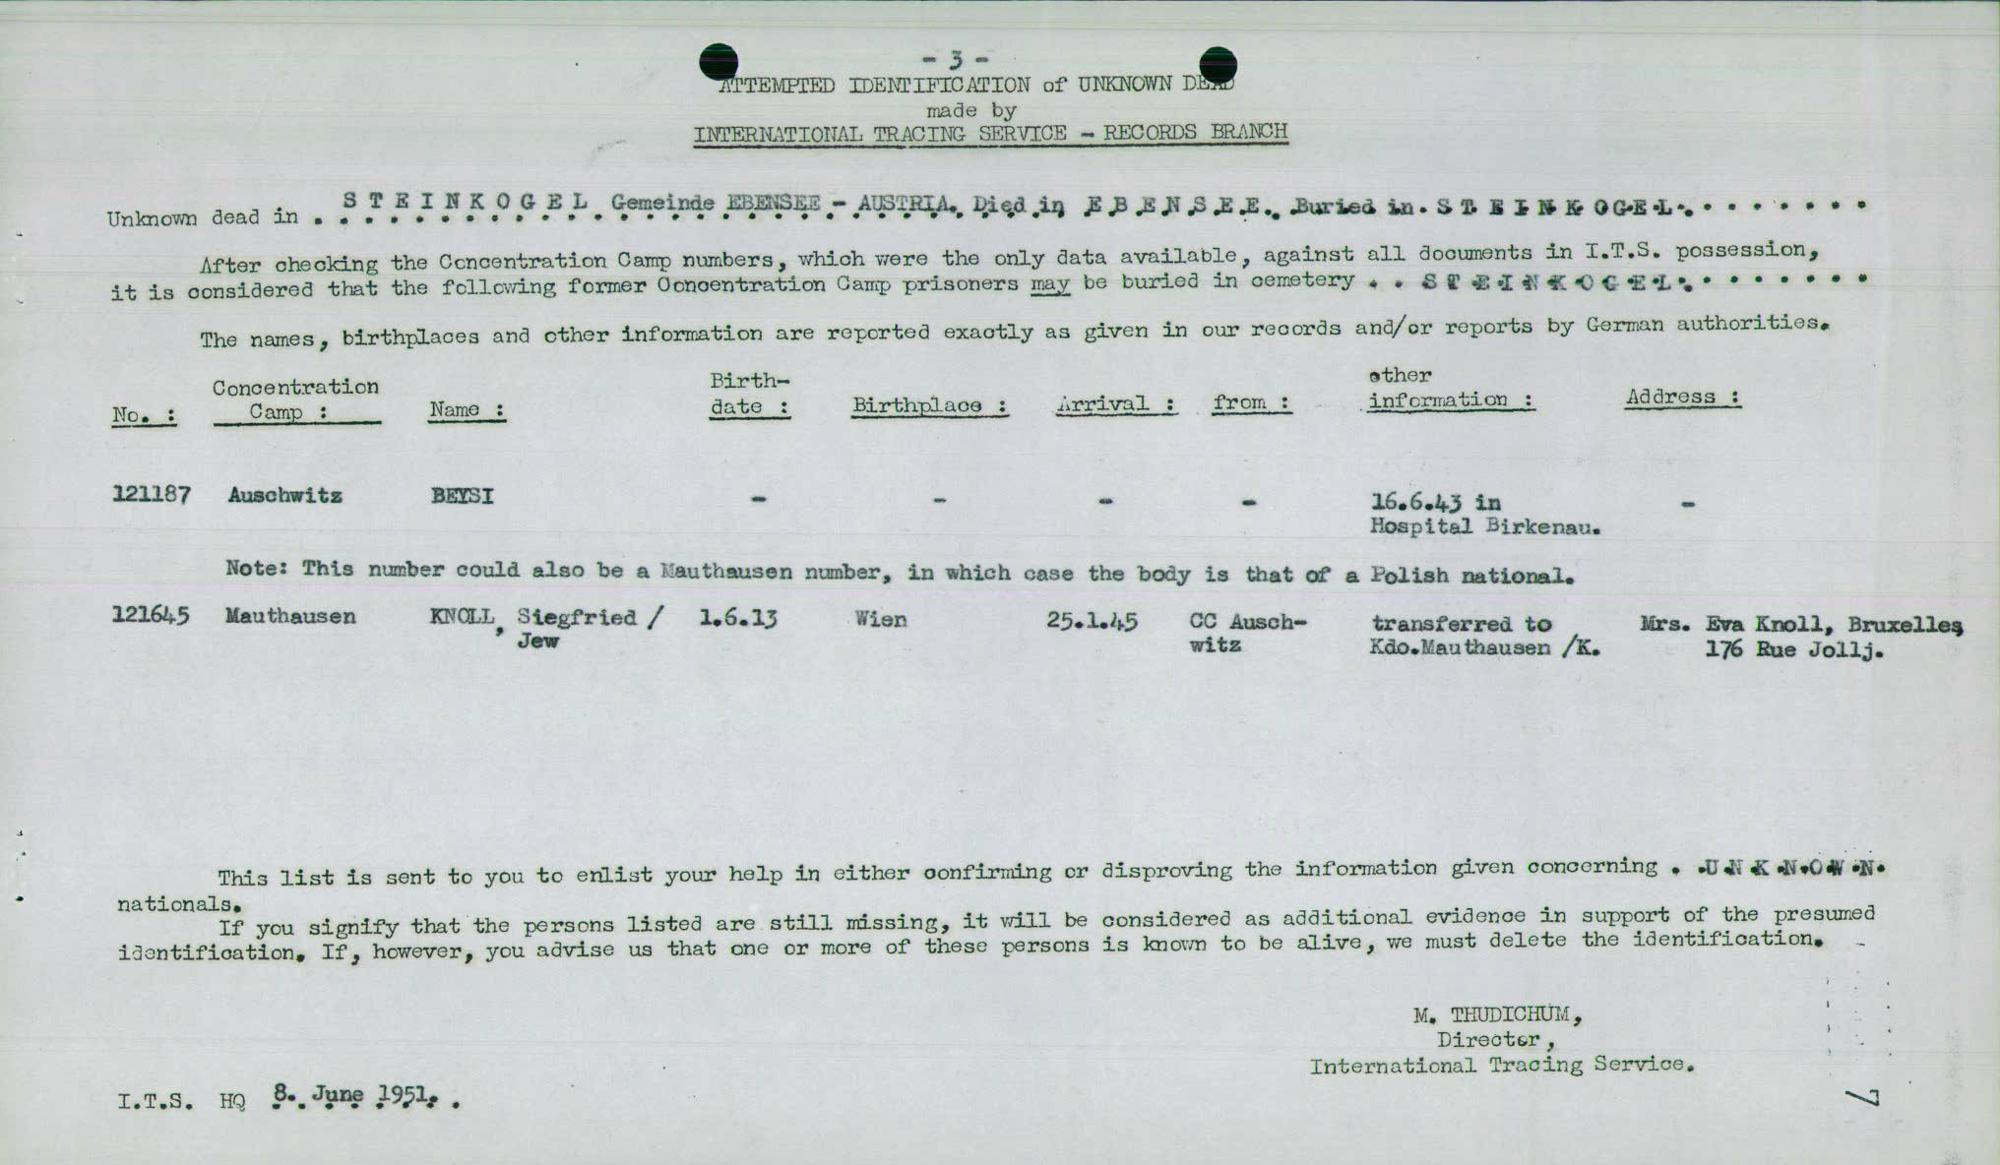 - 3 -
ATTEMPTED IDENTIFICATION of UNKNOWN DEAD
made by
INTERNATIONAL TRACING SERVICE - RECORDS BRANCH
Unknown dead in . S T E I N K O G E L Gemeinde EBENSEE - AUSTRIA. Died in E B E N S E E. Buried in. S T E I N K O G E L . . . . . . . .
After checking the Concentration Camp numbers, which were the only data available, against all documents in I.T.S. possession,
it is considered that the following former Concentration Camp prisoners may be buried in cemetery . . S T E I N K O G E L . . . . . . . .
The names, birthplaces and other information are reported exactly as given in our records and/or reports by German authorities.
No. : Concentration Camp : Name : Birth-date : Birthplace : Arrival : from : other information : Address :
121187 Auschwitz BEYSI - - - - 16.6.43 in -
Hospital Birkenau.
Note: This number could also be a Mauthausen number, in which case the body is that of a Polish national.
121645 Mauthausen KNOLL, Siegfried / 1.6.13 Wien 25.1.45 CC Ausch- transferred to Mrs. Eva Knoll, Bruxelles
Jew witz Kdo.Mauthausen /K. 176 Rue Jollj.
This list is sent to you to enlist your help in either confirming or disproving the information given concerning . .U N K N O W N.
nationals.
If you signify that the persons listed are still missing, it will be considered as additional evidence in support of the presumed
identification. If, however, you advise us that one or more of these persons is known to be alive, we must delete the identification.
M. THUDICHUM,
Director,
International Tracing Service.
I.T.S. HQ 8. June 1951. .
7